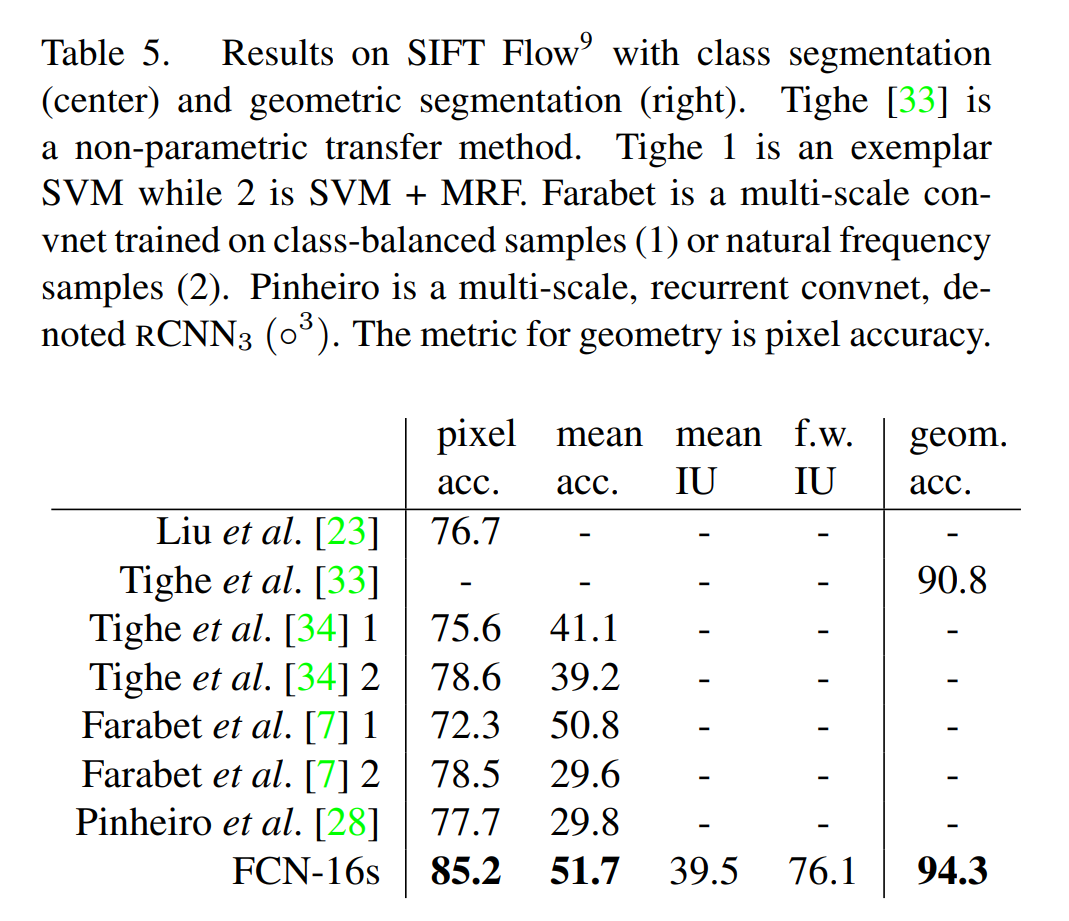 Table 5. Results on SIFT Flow⁹ with class segmentation
(center) and geometric segmentation (right). Tighe [33] is
a non-parametric transfer method. Tighe 1 is an exemplar
SVM while 2 is SVM + MRF. Farabet is a multi-scale con-
vnet trained on class-balanced samples (1) or natural frequency
samples (2). Pinheiro is a multi-scale, recurrent convnet, de-
noted RCNN₃ (∘³). The metric for geometry is pixel accuracy.
pixel mean mean f.w. geom.
acc. acc. IU IU acc.
Liu et al. [23] 76.7 - - - -
Tighe et al. [33] - - - - 90.8
Tighe et al. [34] 1 75.6 41.1 - - -
Tighe et al. [34] 2 78.6 39.2 - - -
Farabet et al. [7] 1 72.3 50.8 - - -
Farabet et al. [7] 2 78.5 29.6 - - -
Pinheiro et al. [28] 77.7 29.8 - - -
FCN-16s 85.2 51.7 39.5 76.1 94.3